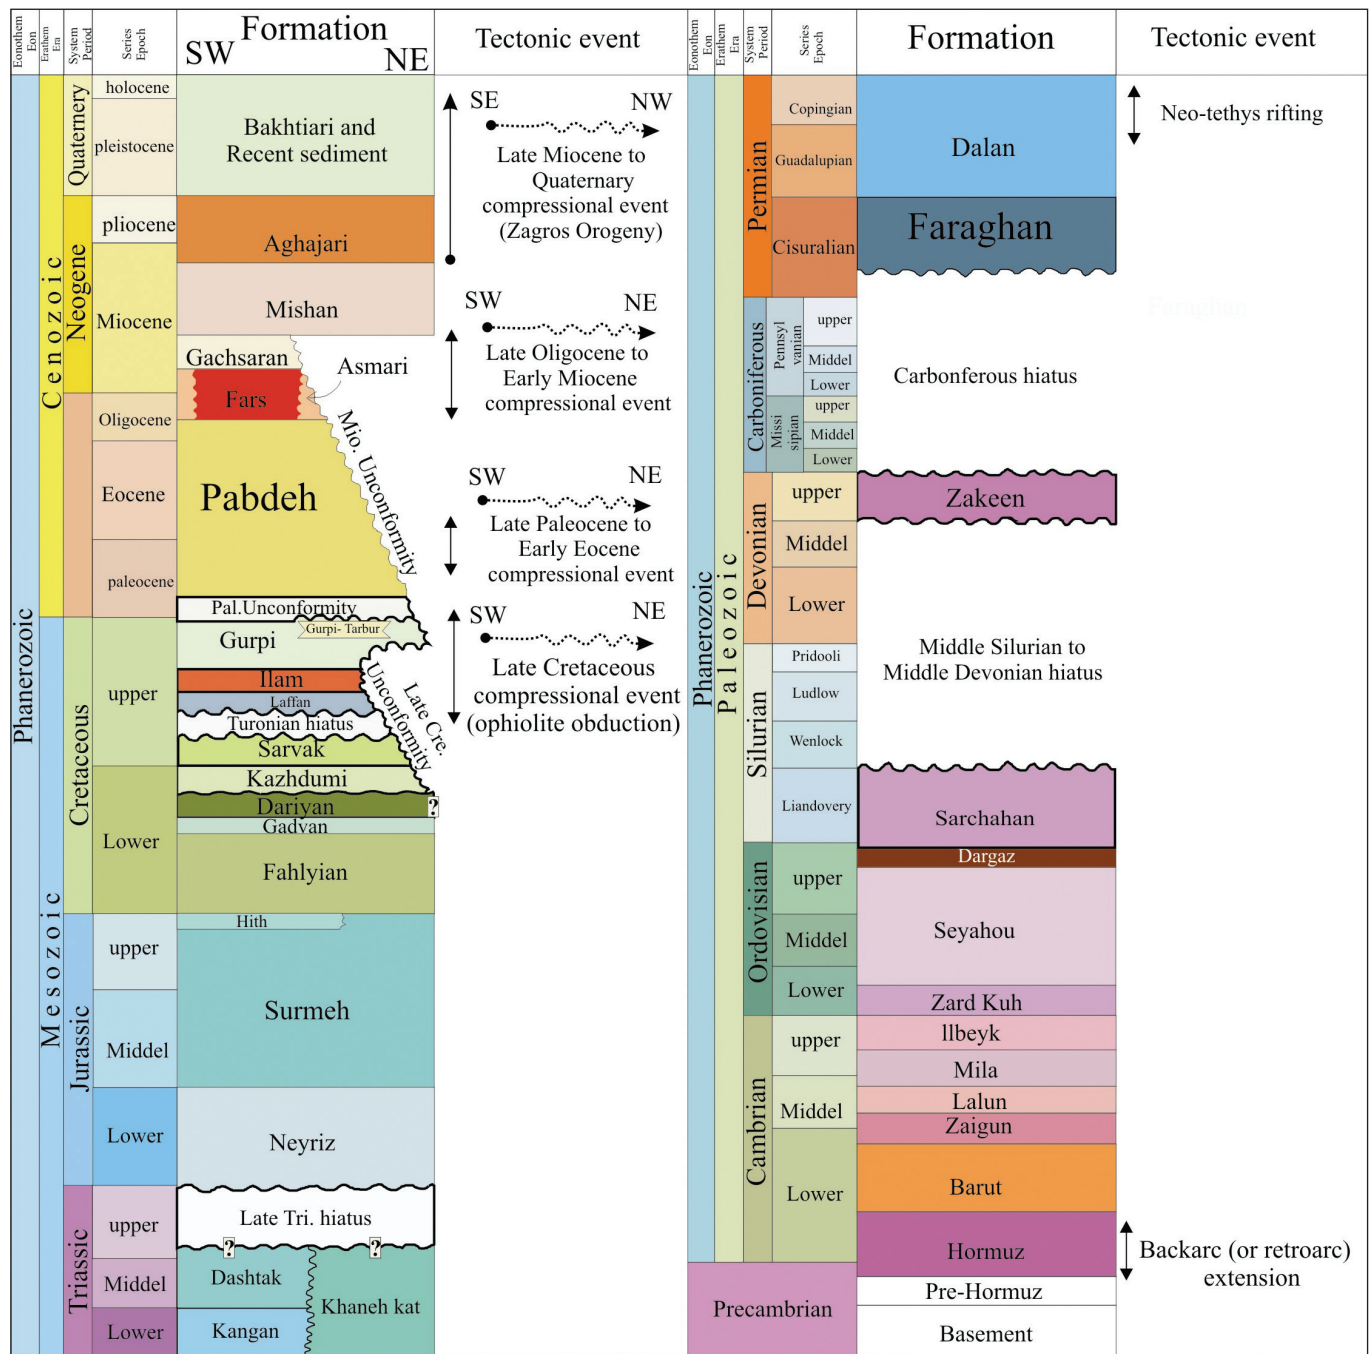 Eonothem
Eon
Erathem
Era
System
Period
Series
Epoch
Formation
SW
NE
Tectonic event
Phanerozoic
Cenozoic
Mesozoic
Quaternery
Neogene
Cretaceous
Jurassic
Triassic
holocene
pleistocene
pliocene
Miocene
Oligocene
Eocene
paleocene
upper
Lower
upper
Middel
Lower
upper
Middel
Lower
Bakhtiari and
Recent sediment
Aghajari
Mishan
Gachsaran
Asmari
Fars
Mio. Unconformity
Pabdeh
Pal.Unconformity
Gurpi- Tarbur
Gurpi
Ilam
Laffan
Turonian hiatus
Late Cre.
Unconformity
Sarvak
Kazhdumi
Dariyan
?
Gadvan
Fahlyian
Hith
Surmeh
Neyriz
Late Tri. hiatus
?
?
Dashtak
Khaneh kat
Kangan
SE
NW
Late Miocene to
Quaternary
compressional event
(Zagros Orogeny)
SW
NE
Late Oligocene to
Early Miocene
compressional event
SW
NE
Late Paleocene to
Early Eocene
compressional event
SW
NE
Late Cretaceous
compressional event
(ophiolite obduction)
Eonothem
Eon
Erathem
Era
System
Period
Series
Epoch
Formation
Tectonic event
Phanerozoic
Paleozoic
Permian
Carboniferous
Devonian
Silurian
Ordovisian
Cambrian
Precambrian
Copingian
Guadalupian
Cisuralian
Pennsyl
vanian
upper
Middel
Lower
Missi
sipian
upper
Middel
Lower
upper
Middel
Lower
Pridooli
Ludlow
Wenlock
Liandovery
upper
Middel
Lower
upper
Middel
Lower
Dalan
Faraghan
Faraghan
Carbonferous hiatus
Zakeen
Middle Silurian to
Middle Devonian hiatus
Sarchahan
Dargaz
Seyahou
Zard Kuh
llbeyk
Mila
Lalun
Zaigun
Barut
Hormuz
Pre-Hormuz
Basement
Neo-tethys rifting
Backarc (or retroarc)
extension